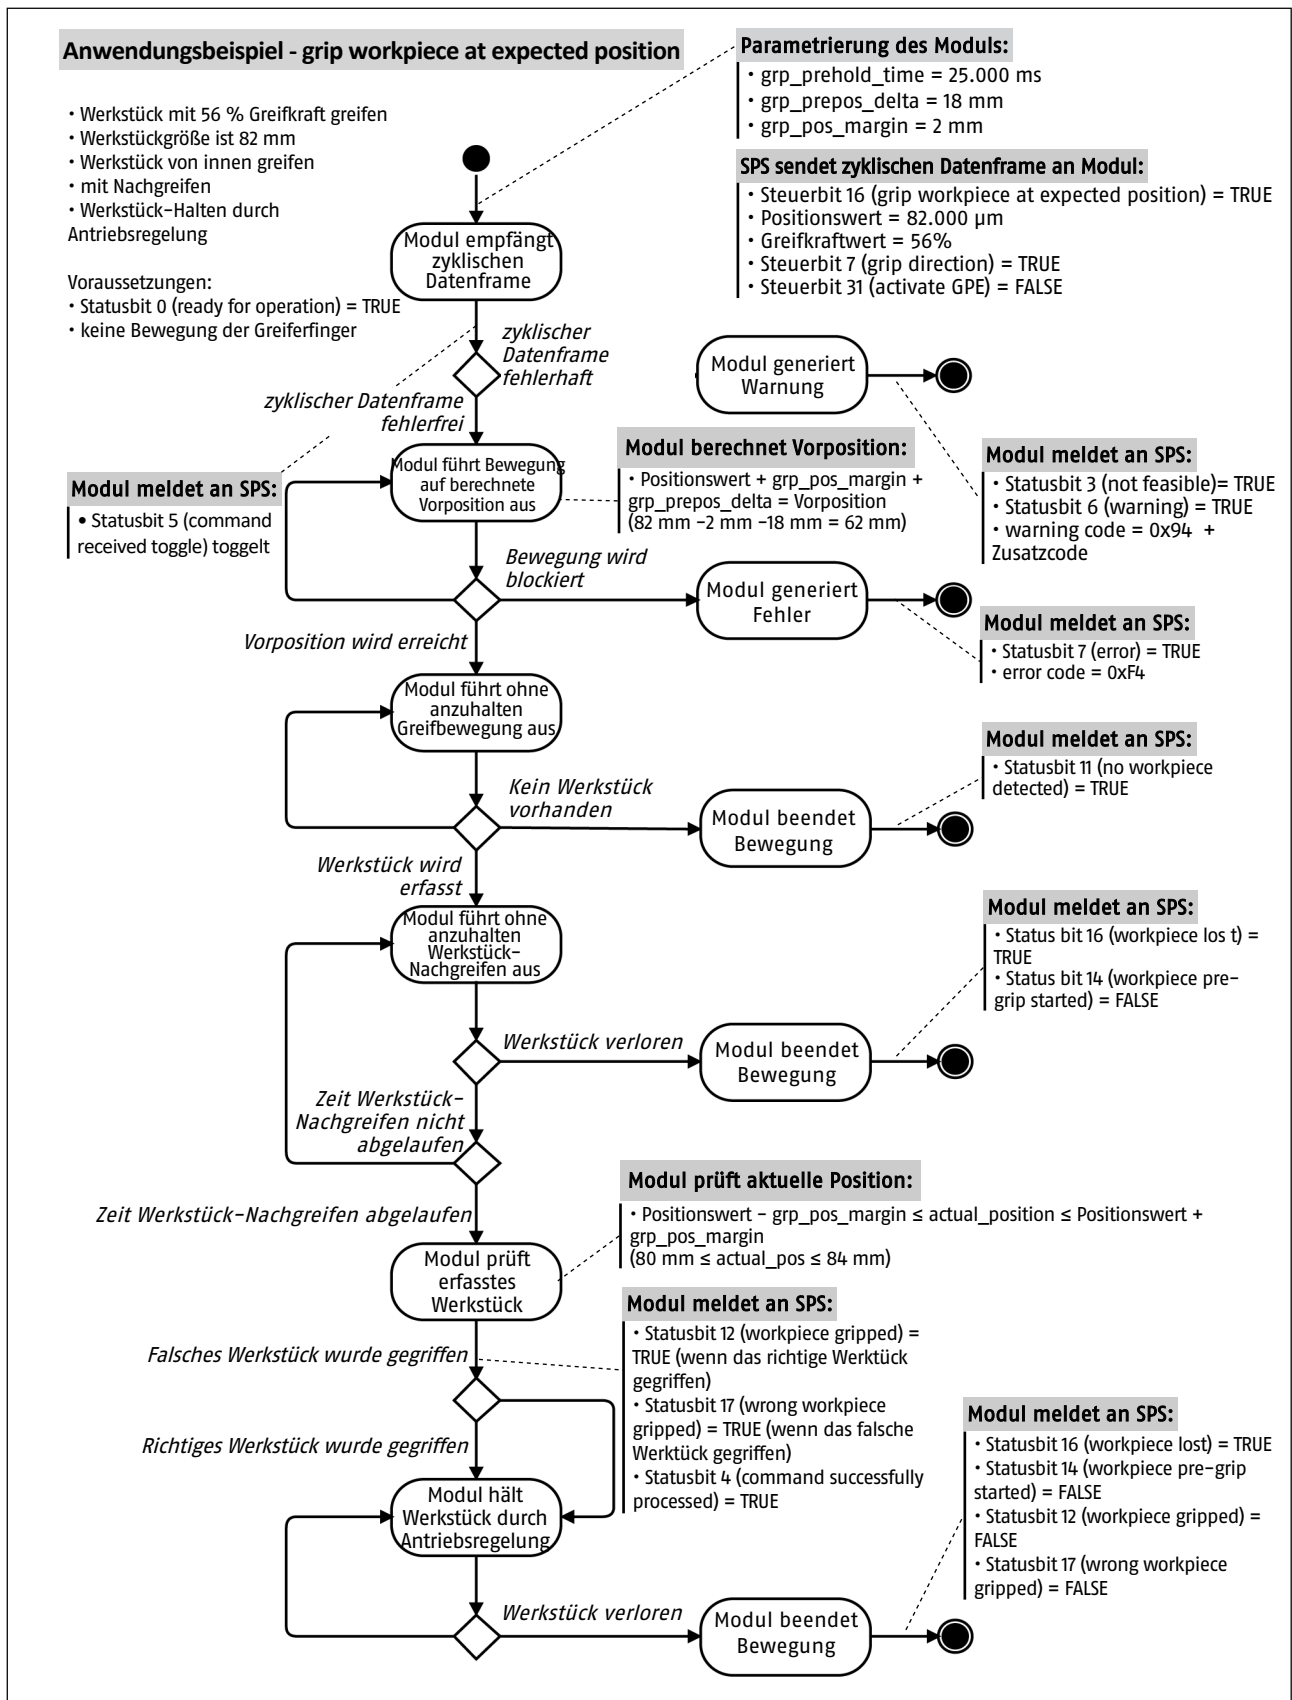 Anwendungsbeispiel - grip workpiece at expected position
• Werkstück mit 56 % Greifkraft greifen
• Werkstückgröße ist 82 mm
• Werkstück von innen greifen
• mit Nachgreifen
• Werkstück-Halten durch
Antriebsregelung
Voraussetzungen:
• Statusbit 0 (ready for operation) = TRUE
• keine Bewegung der Greiferfinger
Parametrierung des Moduls:
• grp_prehold_time = 25.000 ms
• grp_prepos_delta = 18 mm
• grp_pos_margin = 2 mm
SPS sendet zyklischen Datenframe an Modul:
• Steuerbit 16 (grip workpiece at expected position) = TRUE
• Positionswert = 82.000 µm
• Greifkraftwert = 56%
• Steuerbit 7 (grip direction) = TRUE
• Steuerbit 31 (activate GPE) = FALSE
Modul empfängt
zyklischen
Datenframe
zyklischer
Datenframe
fehlerhaft
Modul generiert
Warnung
zyklischer Datenframe
fehlerfrei
Modul meldet an SPS:
• Statusbit 5 (command
received toggle) toggelt
Modul führt Bewegung
auf berechnete
Vorposition aus
Modul berechnet Vorposition:
• Positionswert + grp_pos_margin +
grp_prepos_delta = Vorposition
(82 mm -2 mm -18 mm = 62 mm)
Modul meldet an SPS:
• Statusbit 3 (not feasible)= TRUE
• Statusbit 6 (warning) = TRUE
• warning code = 0x94 +
Zusatzcode
Bewegung wird
blockiert
Modul generiert
Fehler
Modul meldet an SPS:
• Statusbit 7 (error) = TRUE
• error code = 0xF4
Vorposition wird erreicht
Modul führt ohne
anzuhalten
Greifbewegung aus
Kein Werkstück
vorhanden
Modul beendet
Bewegung
Modul meldet an SPS:
• Statusbit 11 (no workpiece
detected) = TRUE
Werkstück wird
erfasst
Modul führt ohne
anzuhalten
Werkstück-
Nachgreifen aus
Modul meldet an SPS:
• Status bit 16 (workpiece los t) =
TRUE
• Status bit 14 (workpiece pre-
grip started) = FALSE
Werkstück verloren
Modul beendet
Bewegung
Zeit Werkstück-
Nachgreifen nicht
abgelaufen
Zeit Werkstück-Nachgreifen abgelaufen
Modul prüft
erfasstes
Werkstück
Modul prüft aktuelle Position:
• Positionswert - grp_pos_margin ≤ actual_position ≤ Positionswert +
grp_pos_margin
(80 mm ≤ actual_pos ≤ 84 mm)
Modul meldet an SPS:
• Statusbit 12 (workpiece gripped) =
TRUE (wenn das richtige Werktück
gegriffen)
• Statusbit 17 (wrong workpiece
gripped) = TRUE (wenn das falsche
Werktück gegriffen)
• Statusbit 4 (command successfully
processed) = TRUE
Falsches Werkstück wurde gegriffen
Richtiges Werkstück wurde gegriffen
Modul hält
Werkstück durch
Antriebsregelung
Modul meldet an SPS:
• Statusbit 16 (workpiece lost) = TRUE
• Statusbit 14 (workpiece pre-grip
started) = FALSE
• Statusbit 12 (workpiece gripped) =
FALSE
• Statusbit 17 (wrong workpiece
gripped) = FALSE
Werkstück verloren
Modul beendet
Bewegung